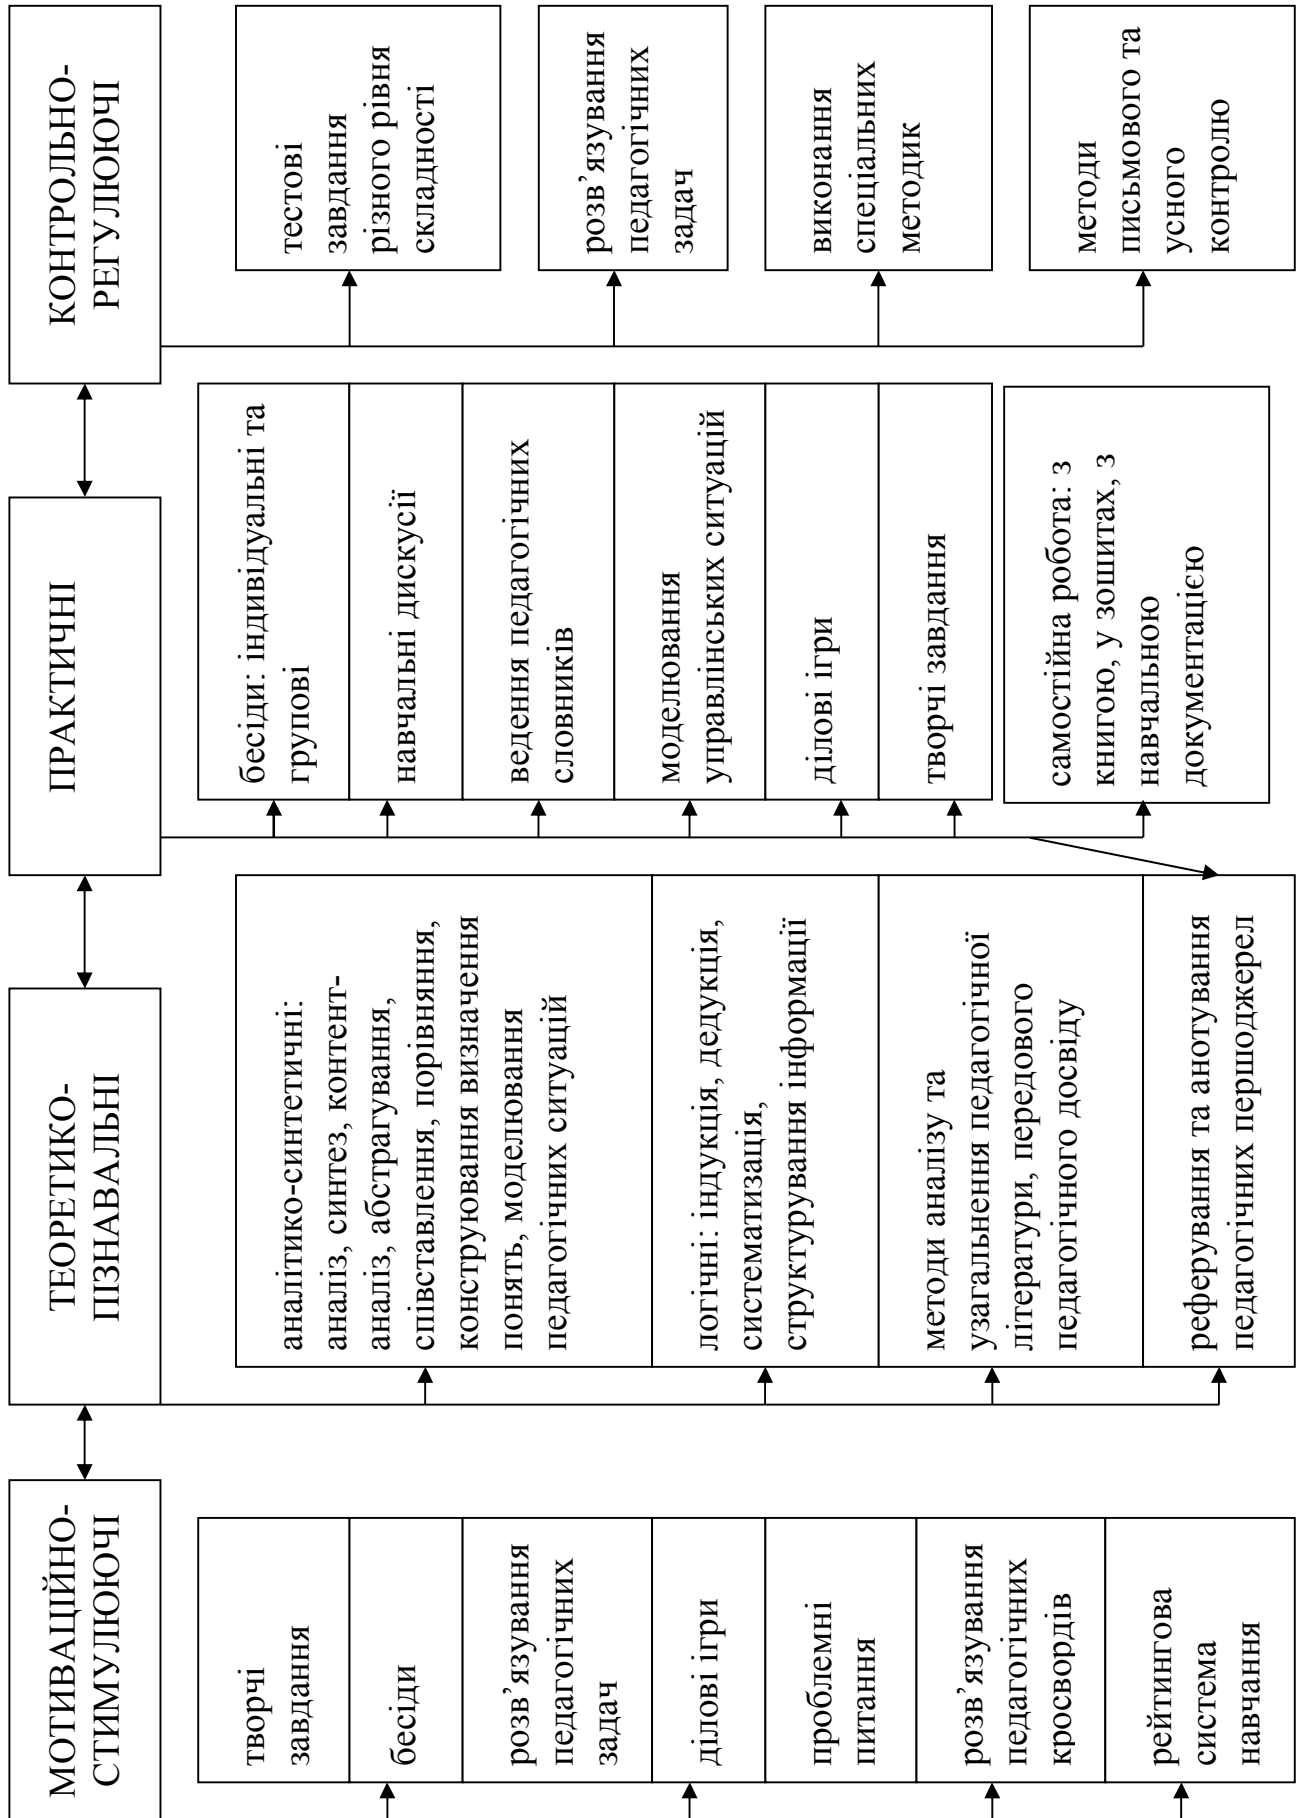 МОТИВАЦІЙНО-
СТИМУЛЮЮЧІ
творчі
завдання
бесіди
розв’язування
педагогічних
задач
ділові ігри
проблемні
питання
розв’язування
педагогічних
кросвордів
рейтингова
система
навчання
ТЕОРЕТИКО-
ПІЗНАВАЛЬНІ
аналітико-синтетичні:
аналіз, синтез, контент-
аналіз, абстрагування,
співставлення, порівняння,
конструювання визначення
понять, моделювання
педагогічних ситуацій
логічні: індукція, дедукція,
систематизація,
структурування інформації
методи аналізу та
узагальнення педагогічної
літератури, передового
педагогічного досвіду
реферування та анотування
педагогічних першоджерел
ПРАКТИЧНІ
бесіди: індивідуальні та
групові
навчальні дискусії
ведення педагогічних
словників
моделювання
управлінських ситуацій
ділові ігри
творчі завдання
самостійна робота: з
книгою, у зошитах, з
навчальною
документацією
КОНТРОЛЬНО-
РЕГУЛЮЮЧІ
тестові
завдання
різного рівня
складності
розв’язування
педагогічних
задач
виконання
спеціальних
методик
методи
письмового та
усного
контролю